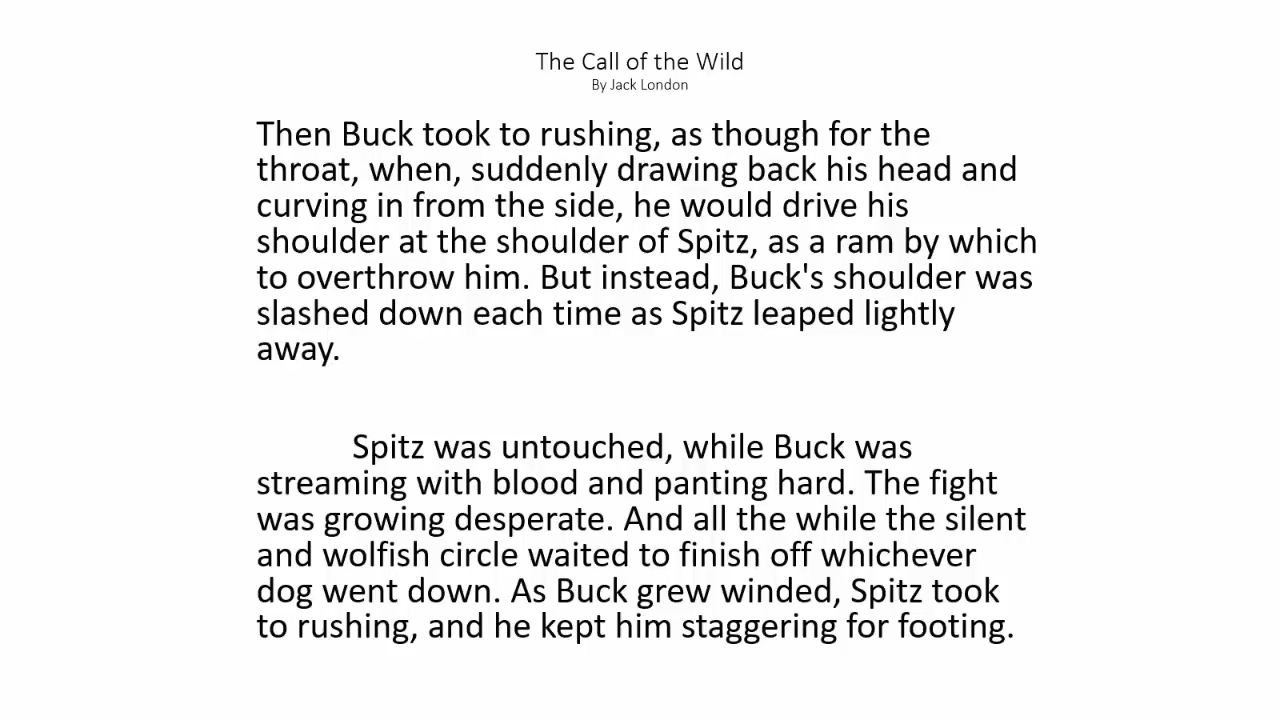 The Call of the Wild
By Jack London
Then Buck took to rushing, as though for the
throat, when, suddenly drawing back his head and
curving in from the side, he would drive his
shoulder at the shoulder of Spitz, as a ram by which
to overthrow him. But instead, Buck's shoulder was
slashed down each time as Spitz leaped lightly
away.
Spitz was untouched, while Buck was
streaming with blood and panting hard. The fight
was growing desperate. And all the while the silent
and wolfish circle waited to finish off whichever
dog went down. As Buck grew winded, Spitz took
to rushing, and he kept him staggering for footing.